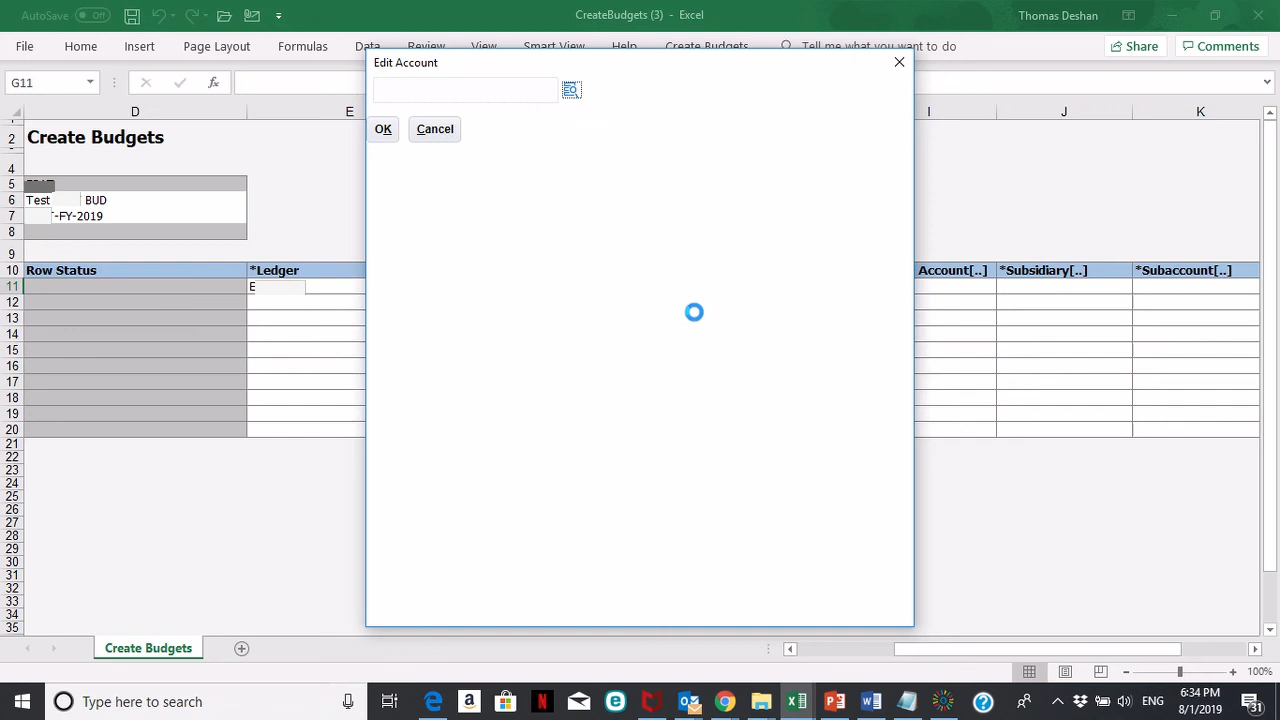 AutoSave Off
CreateBudgets (3) - Excel
Thomas Deshan
File Home Insert Page Layout Formulas Data Review View Smart View Help Create Budgets Tell me what you want to do Share Comments
G11 fx
Edit Account
OK Cancel
D E I J K
2 Create Budgets
4
5
6 Test BUD
7 -FY-2019
8
9
10 Row Status *Ledger Account[..] *Subsidiary[..] *Subaccount[..]
11 E
12
13
14
15
16
17
18
19
20
21
22
23
24
25
26
27
28
29
30
31
32
33
34
35
Create Budgets
100%
Type here to search
ENG
6:34 PM
8/1/2019
31